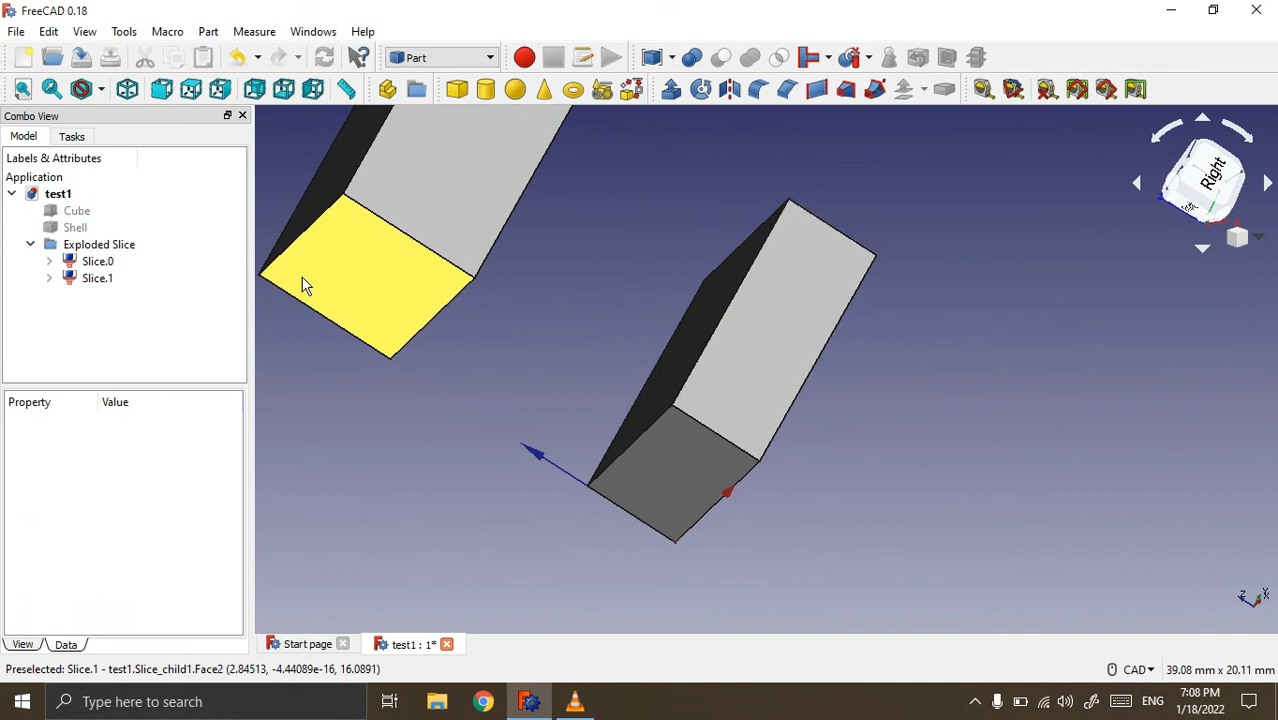 FreeCAD 0.18
File Edit View Tools Macro Part Measure Windows Help
Part
Combo View
Model Tasks
Labels & Attributes
Application
test1
Cube
Shell
Exploded Slice
Slice.0
Slice.1
Property Value
View Data
Right
Z X
Start page test1 : 1*
Preselected: Slice.1 - test1.Slice_child1.Face2 (2.84513, -4.44089e-16, 16.0891) CAD 39.08 mm x 20.11 mm
Type here to search
ENG
7:08 PM
1/18/2022